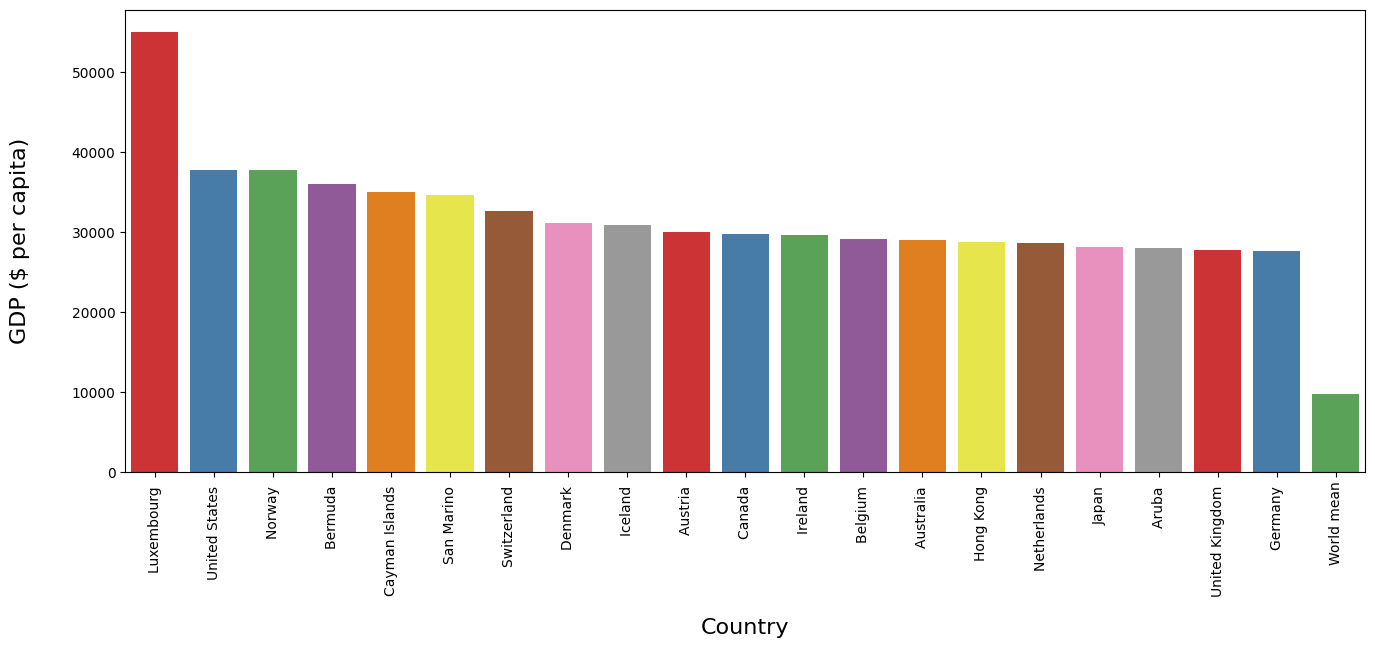 GDP ($ per capita)
50000
40000
30000
20000
10000
0
Luxembourg
United States
Norway
Bermuda
Cayman Islands
San Marino
Switzerland
Denmark
Iceland
Austria
Canada
Ireland
Belgium
Australia
Hong Kong
Netherlands
Japan
Aruba
United Kingdom
Germany
World mean
Country